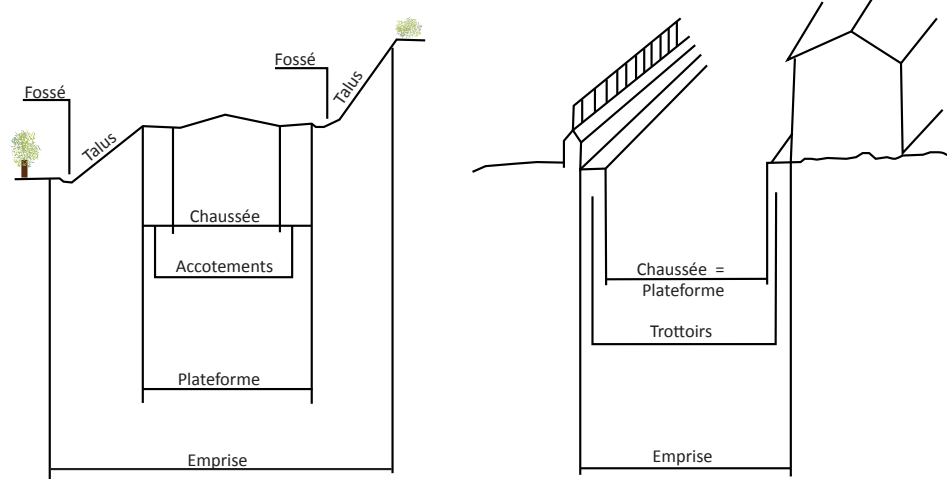 Fossé
Talus
Fossé
Talus
Chaussée
Accotements
Plateforme
Emprise
Chaussée =
Plateforme
Trottoirs
Emprise